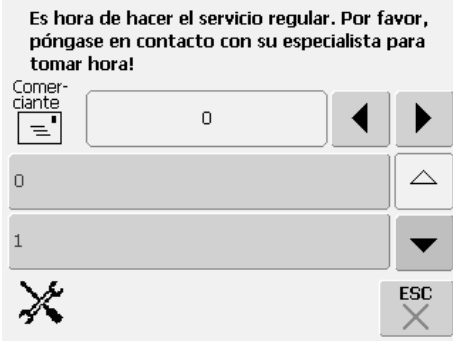 Es hora de hacer el servicio regular. Por favor,
póngase en contacto con su especialista para
tomar hora!
Comer-
ciante
0
0
1
ESC